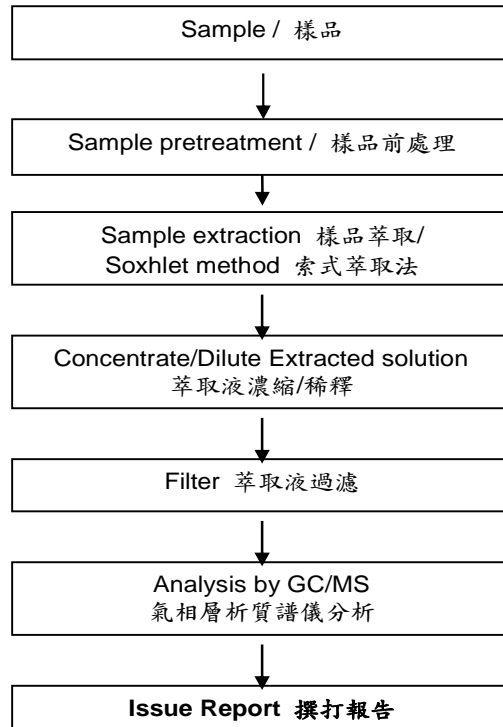 Sample / 樣品
Sample pretreatment / 樣品前處理
Sample extraction 樣品萃取/
Soxhlet method 索式萃取法
Concentrate/Dilute Extracted solution
萃取液濃縮/稀釋
Filter 萃取液過濾
Analysis by GC/MS
氣相層析質譜儀分析
Issue Report 撰打報告